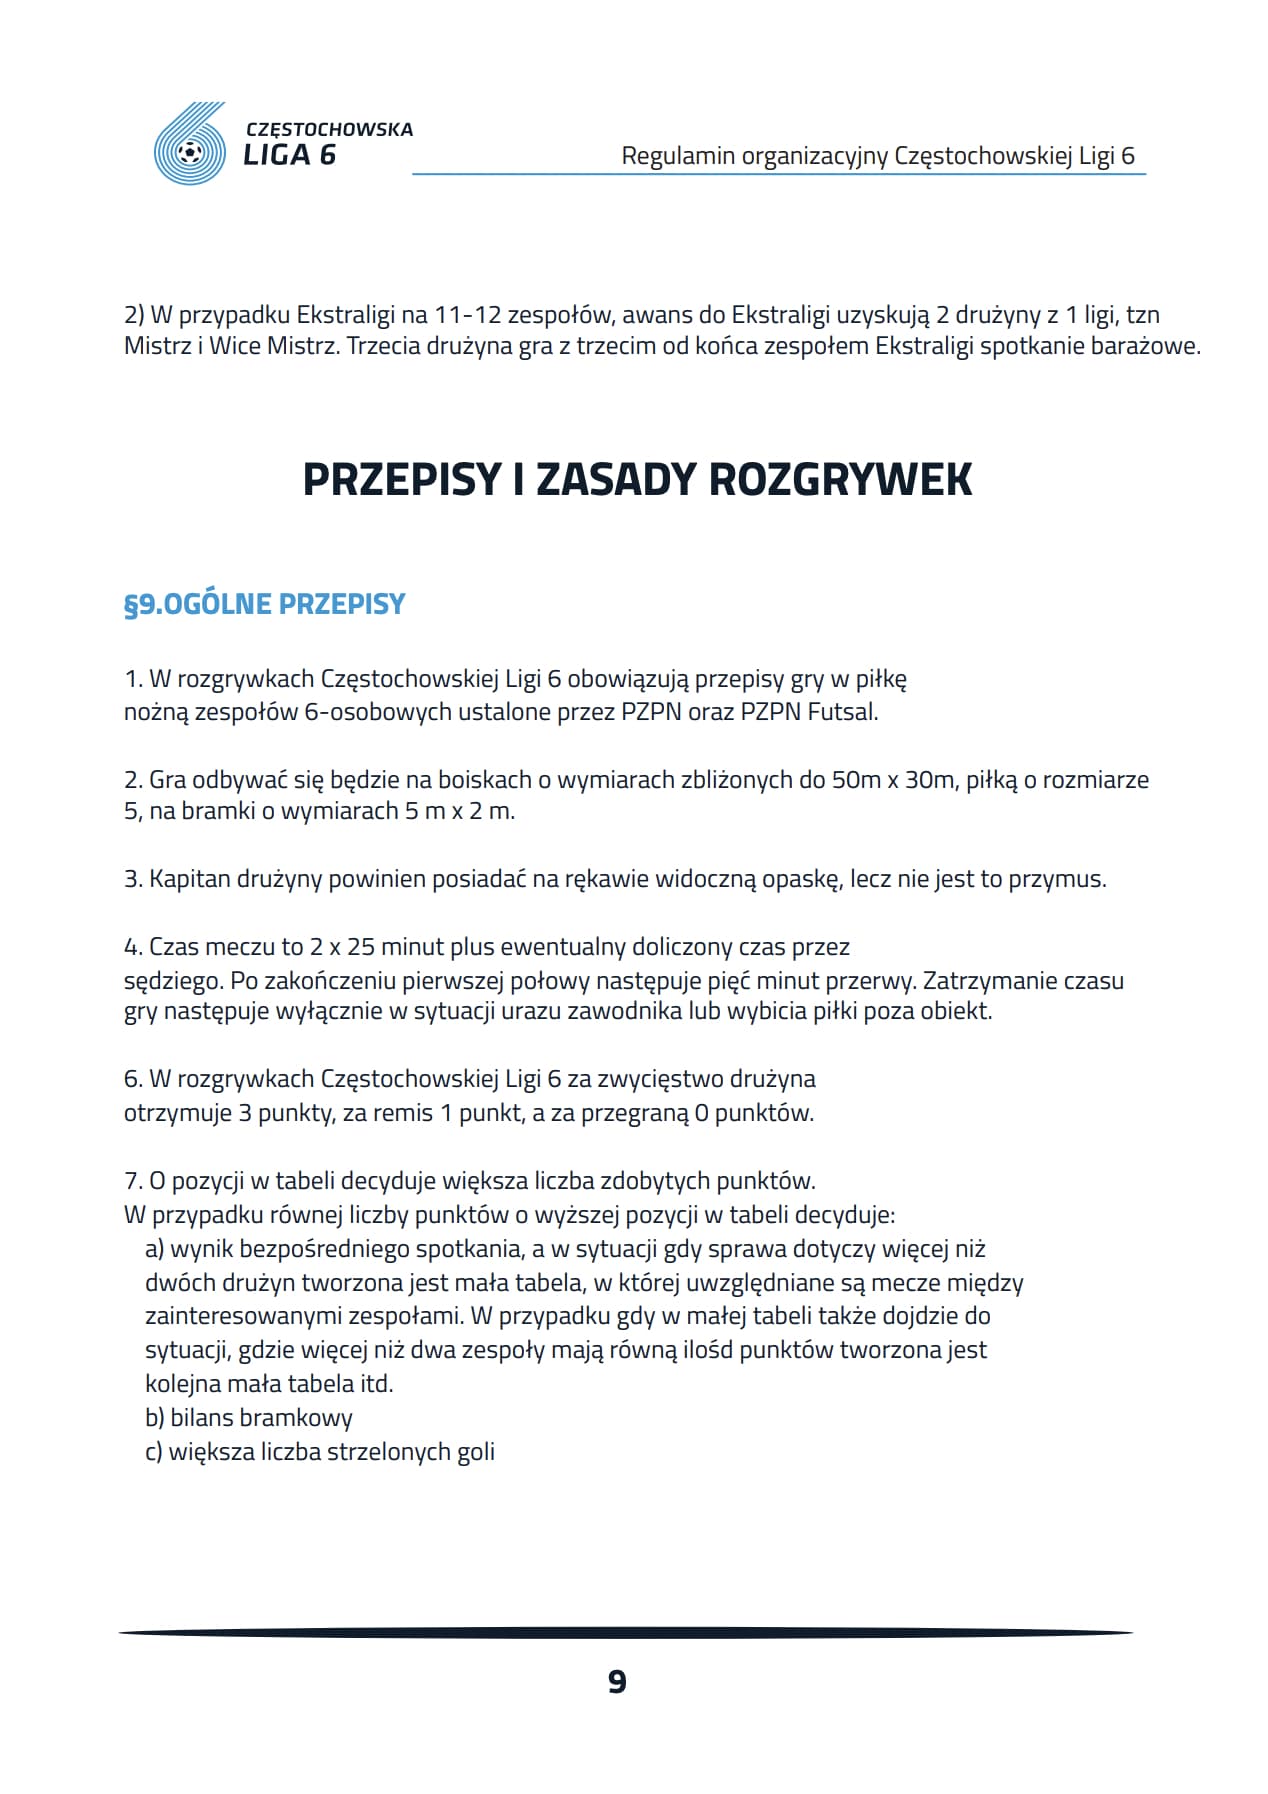 CZĘSTOCHOWSKA
LIGA 6
Regulamin organizacyjny Częstochowskiej Ligi 6
2) W przypadku Ekstraligi na 11-12 zespołów, awans do Ekstraligi uzyskują 2 drużyny z 1 ligi, tzn
Mistrz i Wice Mistrz. Trzecia drużyna gra z trzecim od końca zespołem Ekstraligi spotkanie barażowe.
PRZEPISY I ZASADY ROZGRYWEK
§9.OGÓLNE PRZEPISY
1. W rozgrywkach Częstochowskiej Ligi 6 obowiązują przepisy gry w piłkę
nożną zespołów 6-osobowych ustalone przez PZPN oraz PZPN Futsal.
2. Gra odbywać się będzie na boiskach o wymiarach zbliżonych do 50m x 30m, piłką o rozmiarze
5, na bramki o wymiarach 5 m x 2 m.
3. Kapitan drużyny powinien posiadać na rękawie widoczną opaskę, lecz nie jest to przymus.
4. Czas meczu to 2 x 25 minut plus ewentualny doliczony czas przez
sędziego. Po zakończeniu pierwszej połowy następuje pięć minut przerwy. Zatrzymanie czasu
gry następuje wyłącznie w sytuacji urazu zawodnika lub wybicia piłki poza obiekt.
6. W rozgrywkach Częstochowskiej Ligi 6 za zwycięstwo drużyna
otrzymuje 3 punkty, za remis 1 punkt, a za przegraną 0 punktów.
7. O pozycji w tabeli decyduje większa liczba zdobytych punktów.
W przypadku równej liczby punktów o wyższej pozycji w tabeli decyduje:
a) wynik bezpośredniego spotkania, a w sytuacji gdy sprawa dotyczy więcej niż
dwóch drużyn tworzona jest mała tabela, w której uwzględniane są mecze między
zainteresowanymi zespołami. W przypadku gdy w małej tabeli także dojdzie do
sytuacji, gdzie więcej niż dwa zespoły mają równą ilośd punktów tworzona jest
kolejna mała tabela itd.
b) bilans bramkowy
c) większa liczba strzelonych goli
9